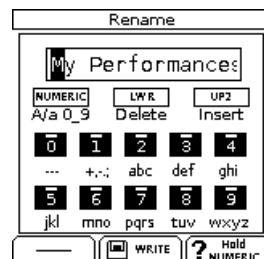 Rename
My Performances
NUMERIC LWR UP2
A/a 0_9 Delete Insert
0 1 2 3 4
--- +,-.; abc def ghi
5 6 7 8 9
jkl mno pqrs tuv wxyz
WRITE ? Hold NUMERIC